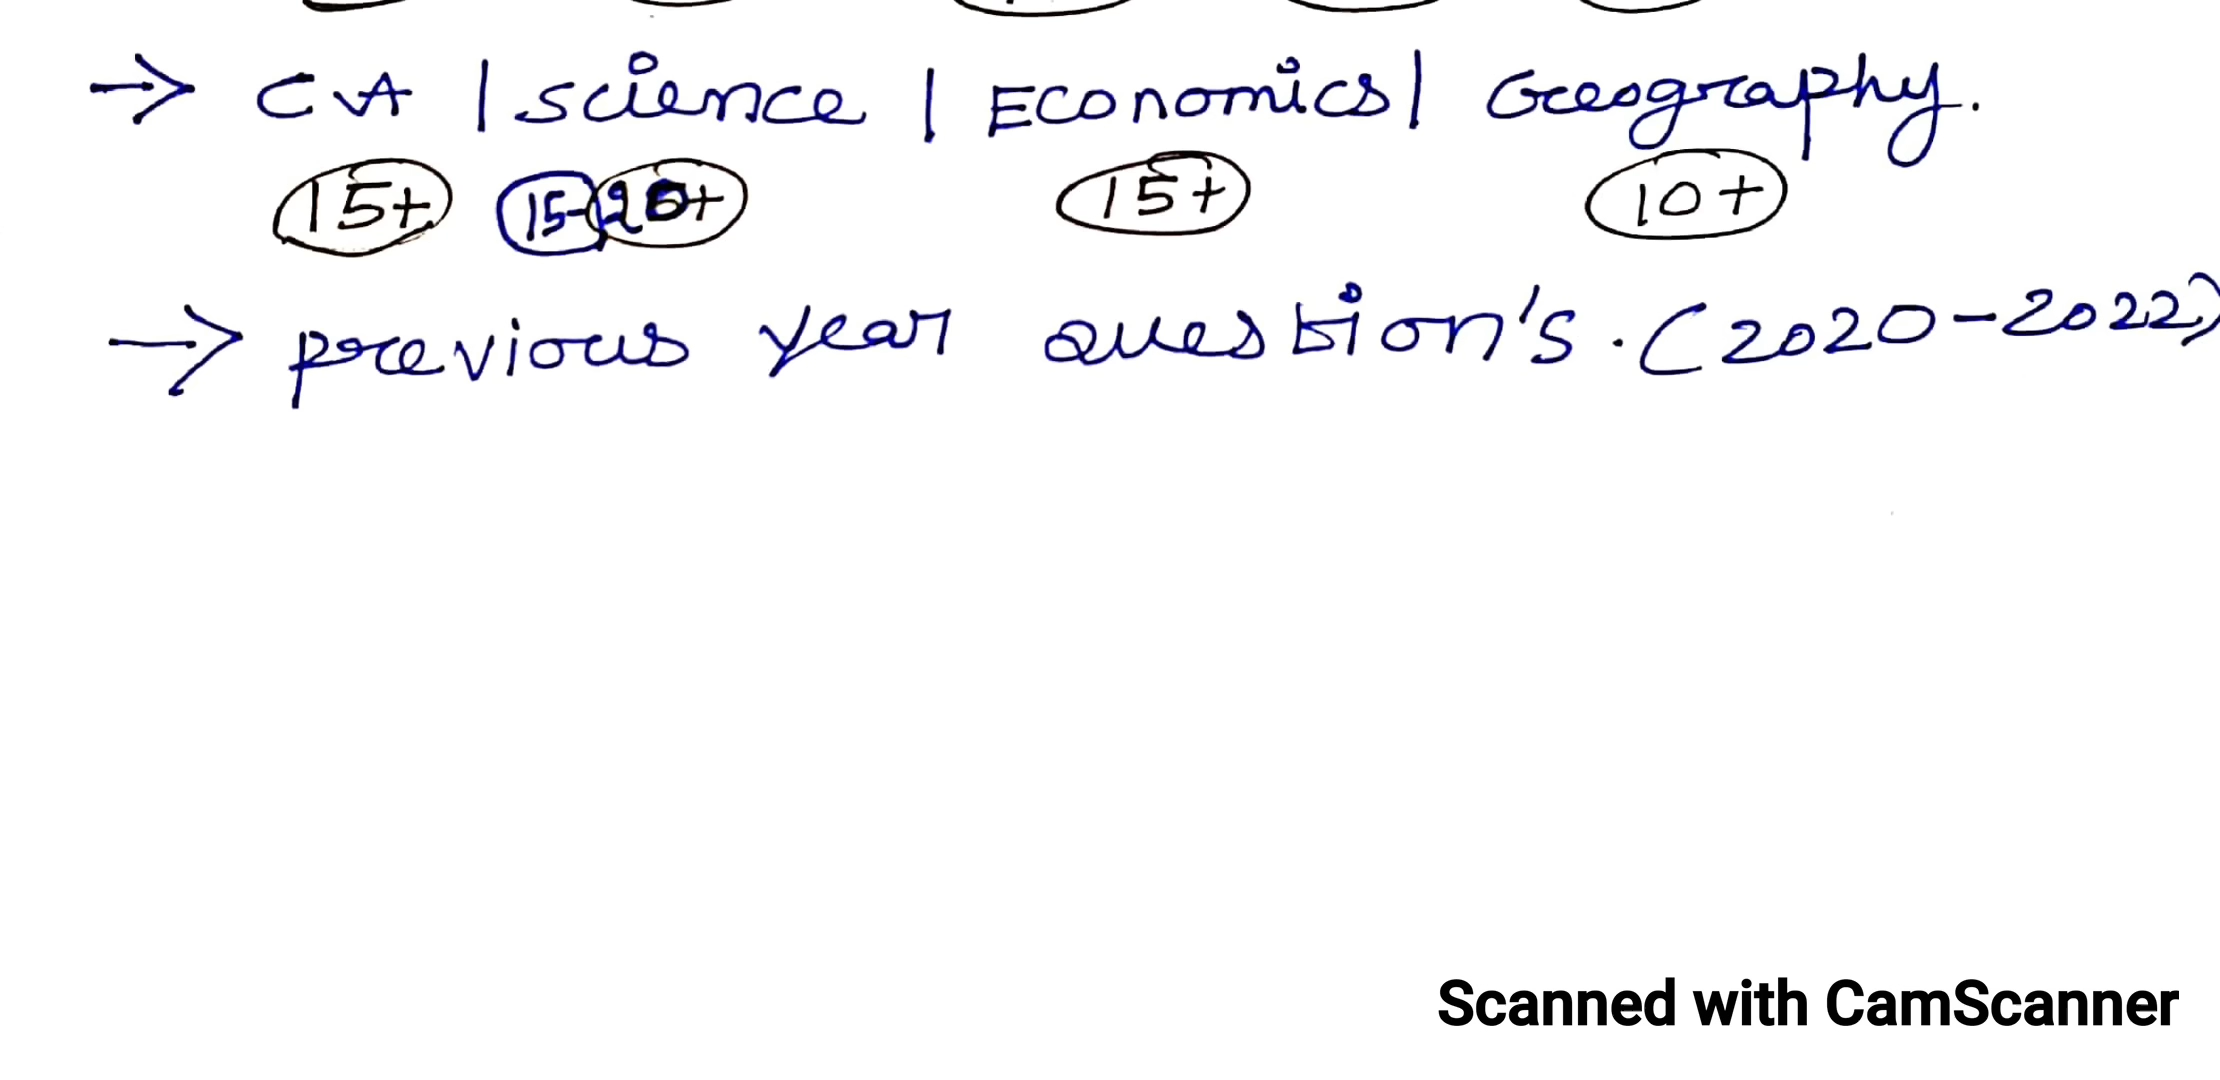 → CA | science | Economics | Geography.
15+ 15-20+ 15+ 10+
→ previous year question's. (2020-2022)
Scanned with CamScanner